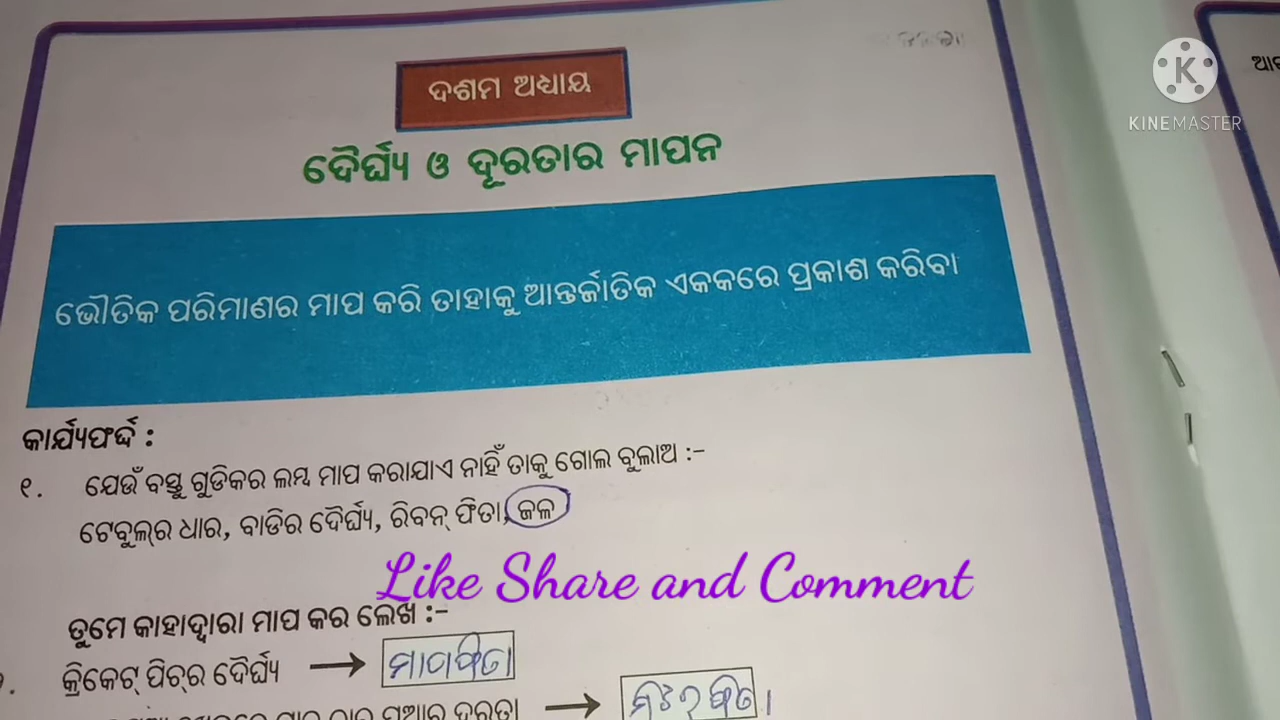 ଦଶମ ଅଧ୍ୟାୟ
KINEMASTER
ଦୈର୍ଘ୍ୟ ଓ ଦୂରତାର ମାପନ
ଭୌତିକ ପରିମାଣର ମାପ କରି ତାହାକୁ ଆନ୍ତର୍ଜାତିକ ଏକକରେ ପ୍ରକାଶ କରିବା
କାର୍ଯ୍ୟଫର୍ଦ୍ଦ :
୧. ଯେଉଁ ବସ୍ତୁ ଗୁଡିକର ଲମ୍ବ ମାପ କରାଯାଏ ନାହିଁ ତାକୁ ଗୋଲ ବୁଲାଅ :-
ଟେବୁଲ୍‌ର ଧାର, ବାଡିର ଦୈର୍ଘ୍ୟ, ରିବନ୍ ଫିତା, ଜଳ
Like Share and Comment
ତୁମେ କାହାଦ୍ୱାରା ମାପ କର ଲେଖ :-
କ୍ରିକେଟ୍ ପିଚ୍‌ର ଦୈର୍ଘ୍ୟ → ମାପଫିତା